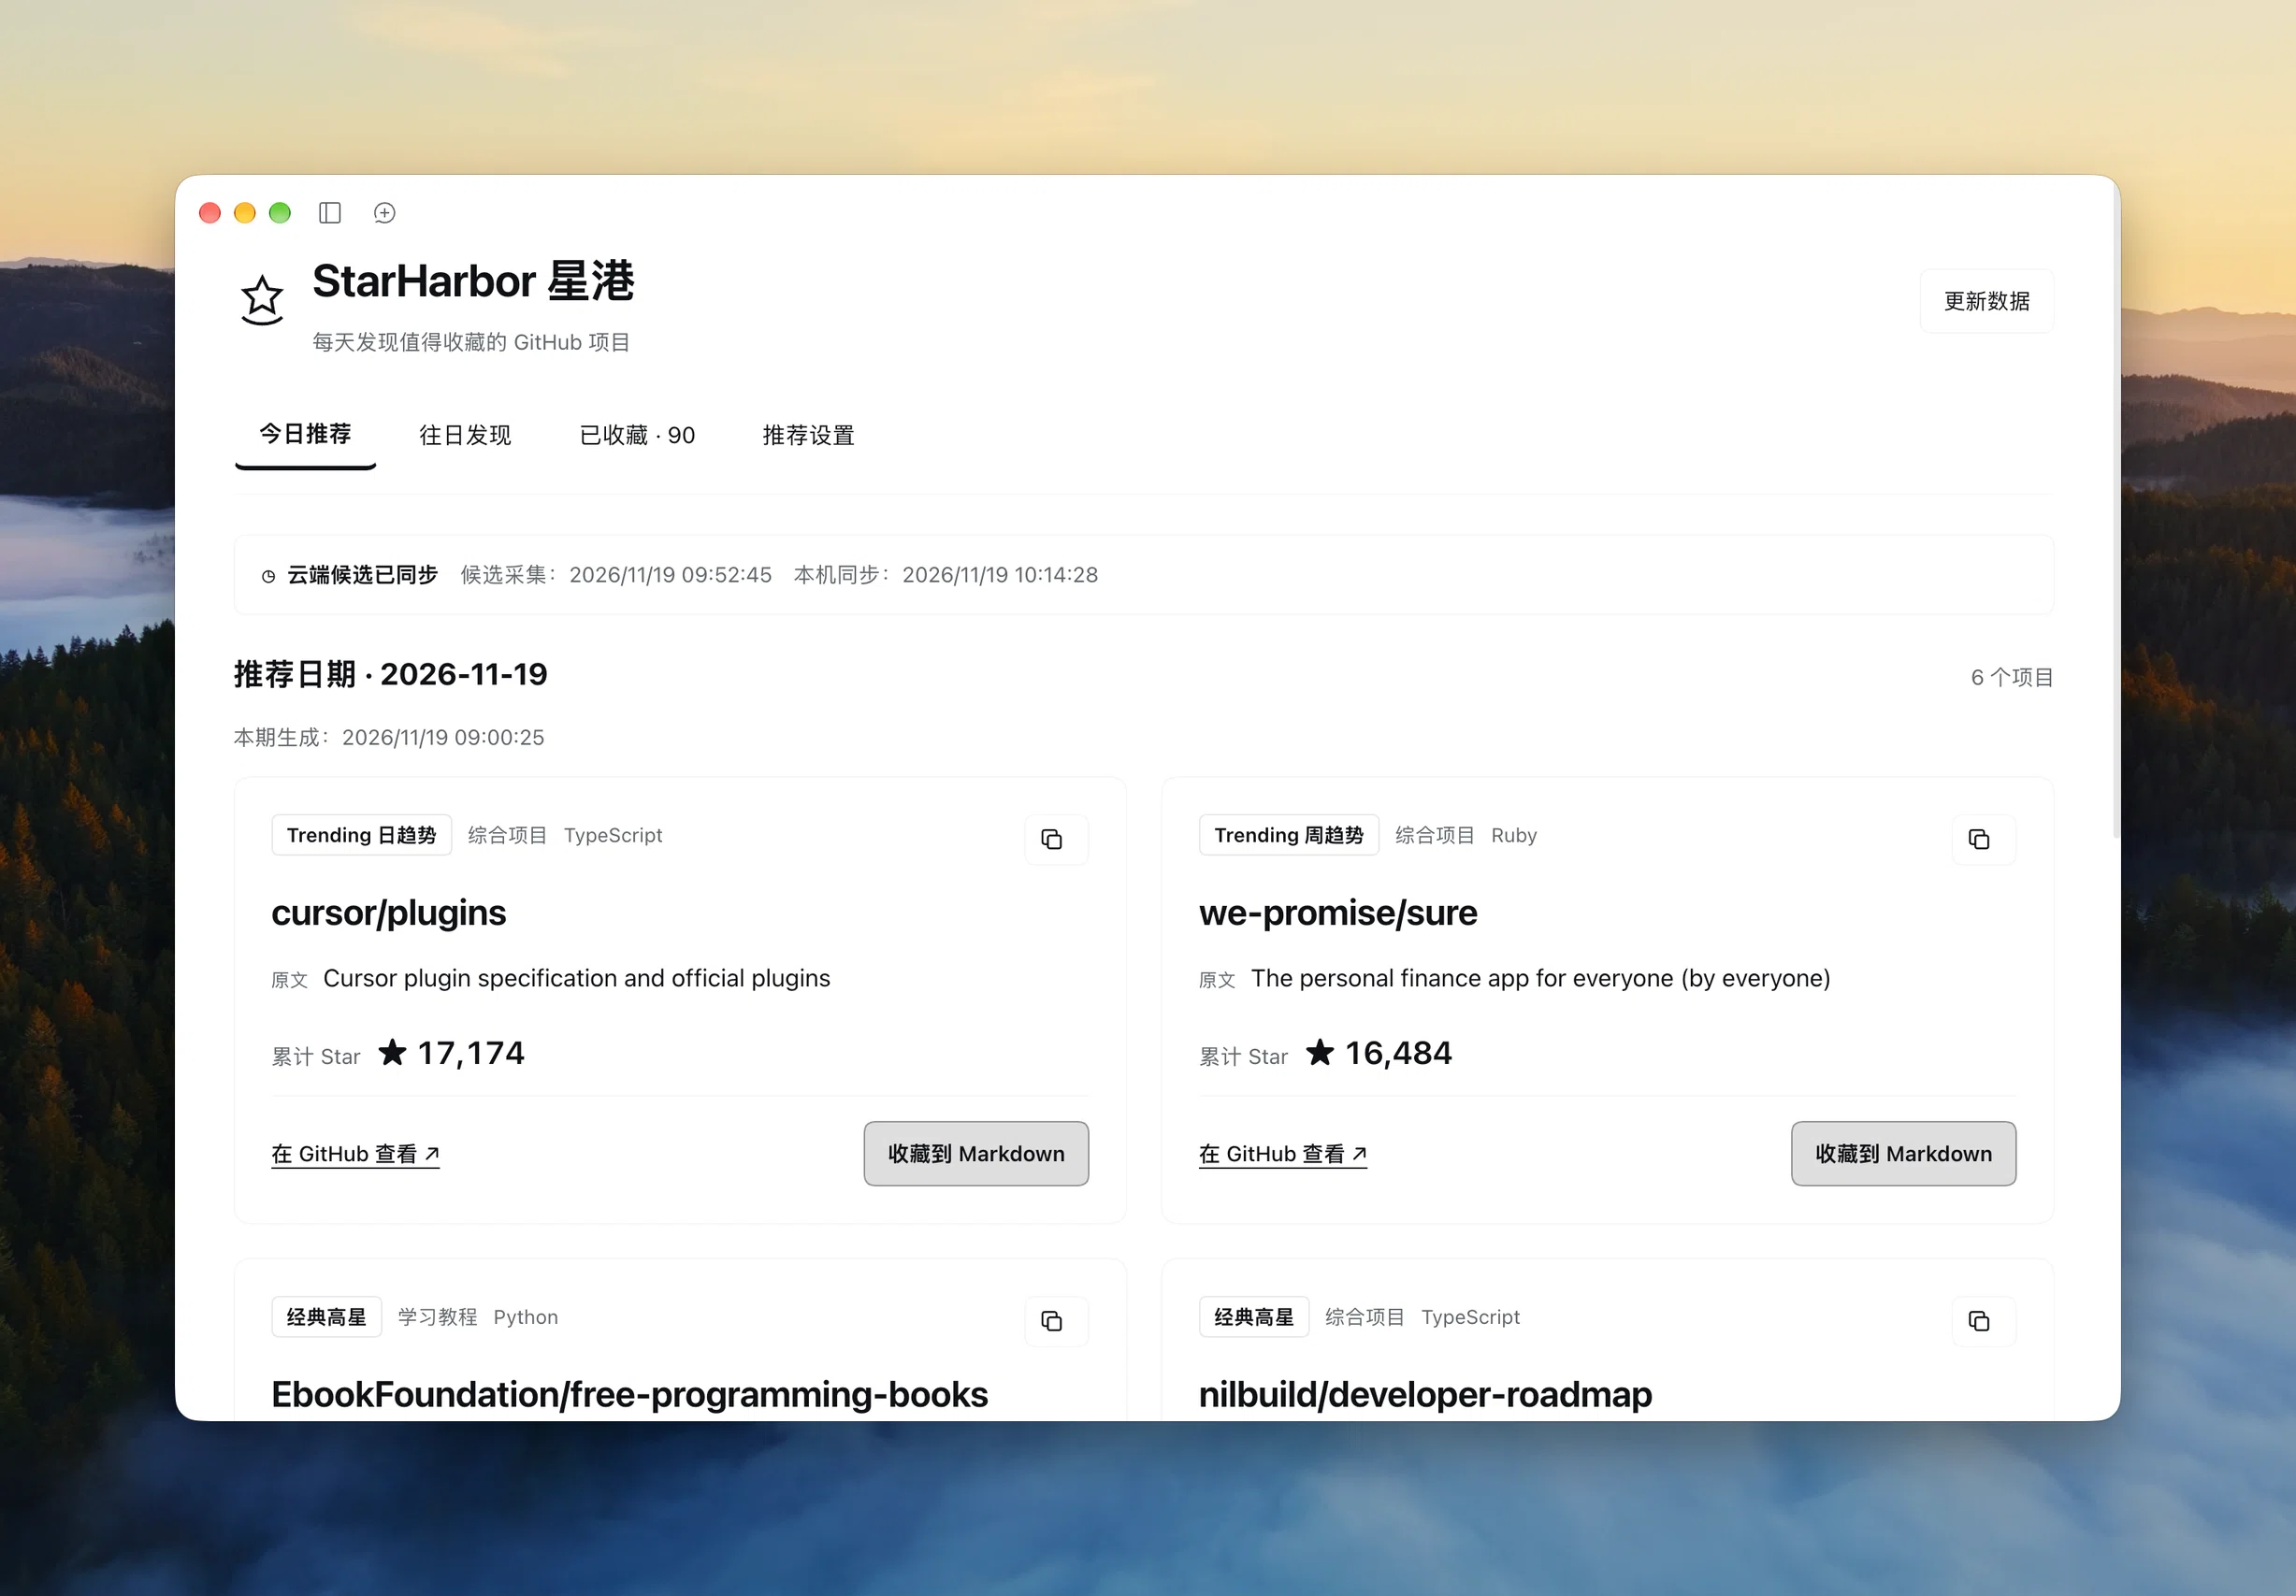 StarHarbor 星港
每天发现值得收藏的 GitHub 项目
更新数据
今日推荐 往日发现 已收藏 · 90 推荐设置
云端候选已同步 候选采集：2026/11/19 09:52:45 本机同步：2026/11/19 10:14:28
推荐日期 · 2026-11-19
6 个项目
本期生成：2026/11/19 09:00:25
Trending 日趋势 综合项目 TypeScript
cursor/plugins
原文 Cursor plugin specification and official plugins
累计 Star ★ 17,174
在 GitHub 查看 ↗
收藏到 Markdown
Trending 周趋势 综合项目 Ruby
we-promise/sure
原文 The personal finance app for everyone (by everyone)
累计 Star ★ 16,484
在 GitHub 查看 ↗
收藏到 Markdown
经典高星 学习教程 Python
EbookFoundation/free-programming-books
经典高星 综合项目 TypeScript
nilbuild/developer-roadmap